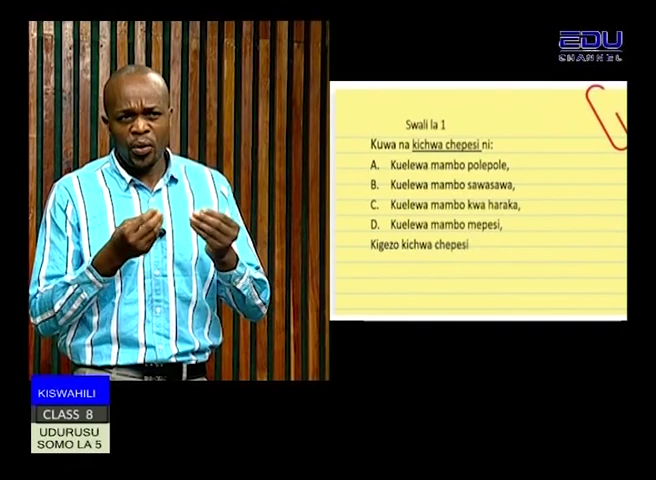 EDU
CHANNEL
Swali la 1
Kuwa na kichwa chepesi ni:
A. Kuelewa mambo polepole,
B. Kuelewa mambo sawasawa,
C. Kuelewa mambo kwa haraka,
D. Kuelewa mambo mepesi,
Kigezo kichwa chepesi
KISWAHILI
CLASS 8
UDURUSU
SOMO LA 5